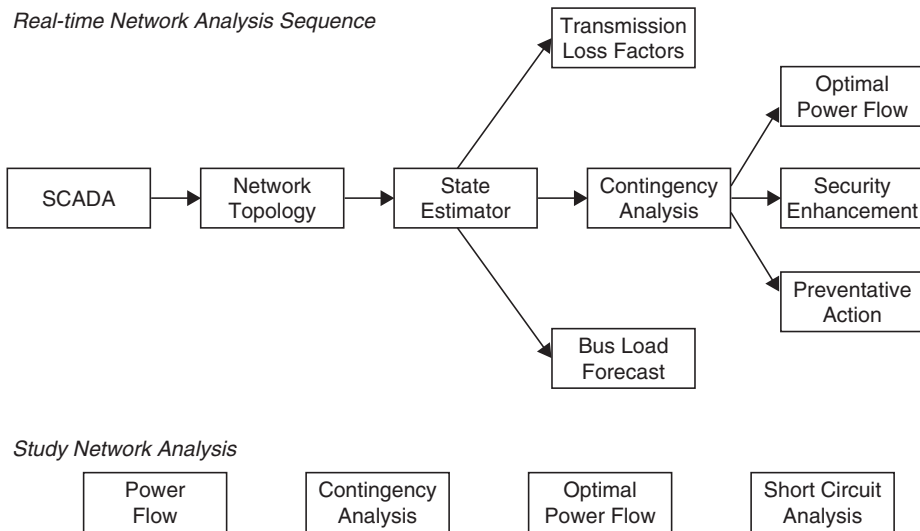 Real-time Network Analysis Sequence
Transmission
Loss Factors
Optimal
Power Flow
SCADA
Network
Topology
State
Estimator
Contingency
Analysis
Security
Enhancement
Preventative
Action
Bus Load
Forecast
Study Network Analysis
Power
Flow
Contingency
Analysis
Optimal
Power Flow
Short Circuit
Analysis